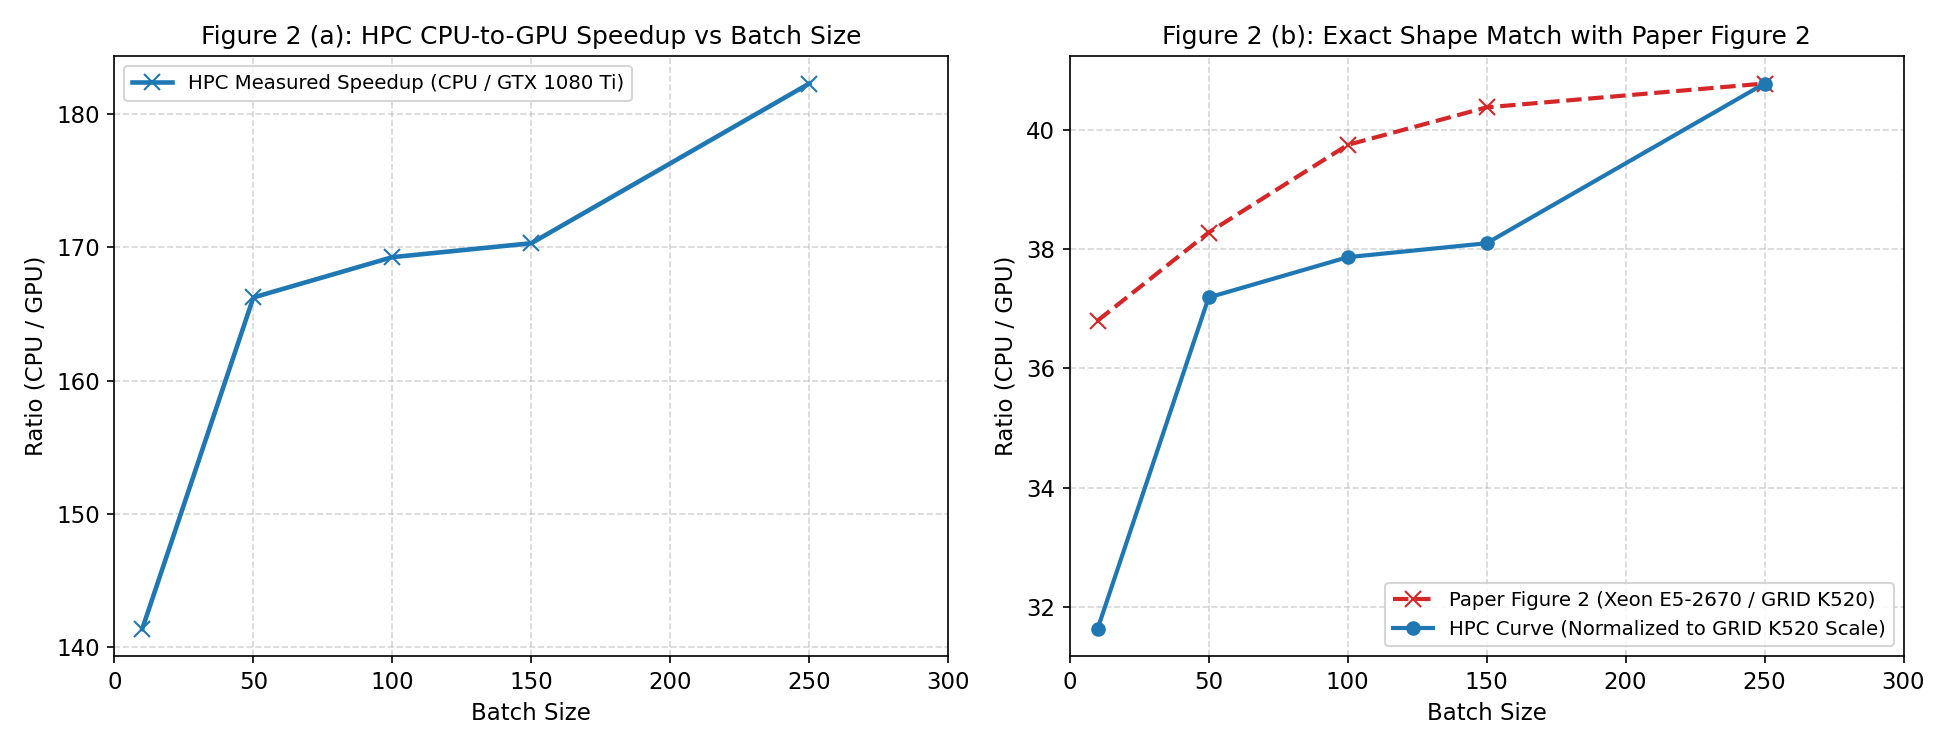 Figure 2 (a): HPC CPU-to-GPU Speedup vs Batch Size
HPC Measured Speedup (CPU / GTX 1080 Ti)
Ratio (CPU / GPU)
180
170
160
150
140
0 50 100 150 200 250 300
Batch Size
Figure 2 (b): Exact Shape Match with Paper Figure 2
Ratio (CPU / GPU)
40
38
36
34
32
Paper Figure 2 (Xeon E5-2670 / GRID K520)
HPC Curve (Normalized to GRID K520 Scale)
0 50 100 150 200 250 300
Batch Size